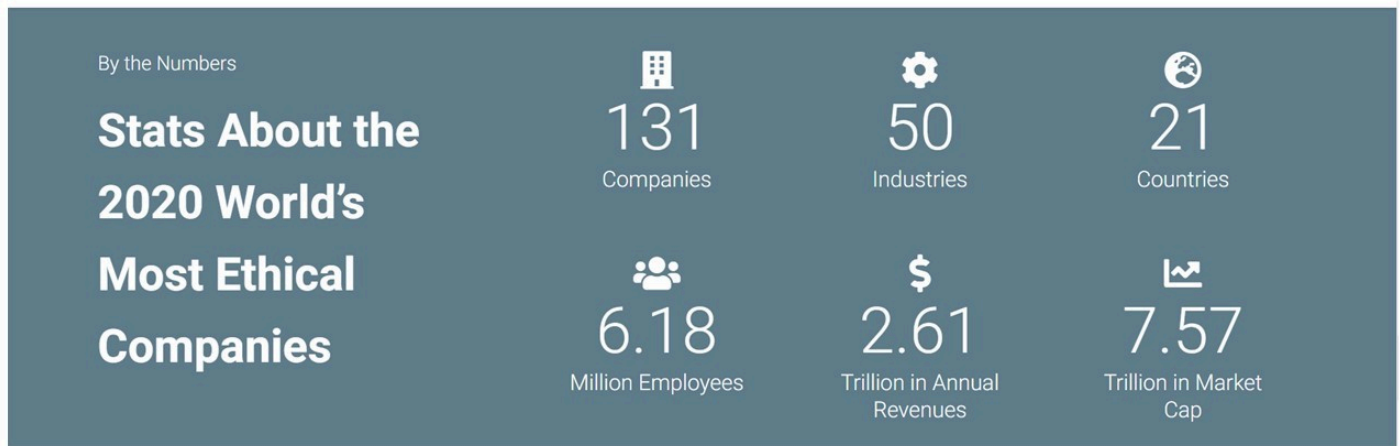 By the Numbers
Stats About the
2020 World’s
Most Ethical
Companies
131
Companies
50
Industries
21
Countries
6.18
Million Employees
$
2.61
Trillion in Annual
Revenues
7.57
Trillion in Market
Cap